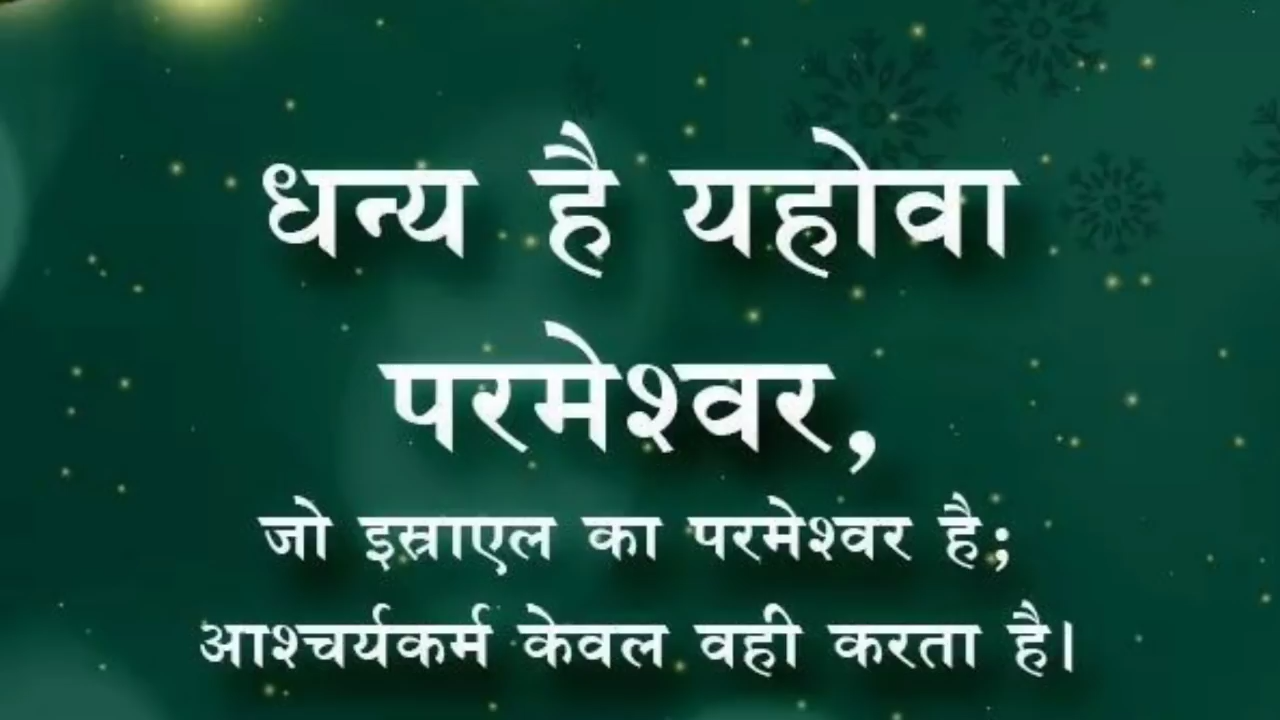 धन्य है यहोवा
परमेश्वर,
जो इस्राएल का परमेश्वर है;
आश्चर्यकर्म केवल वही करता है।